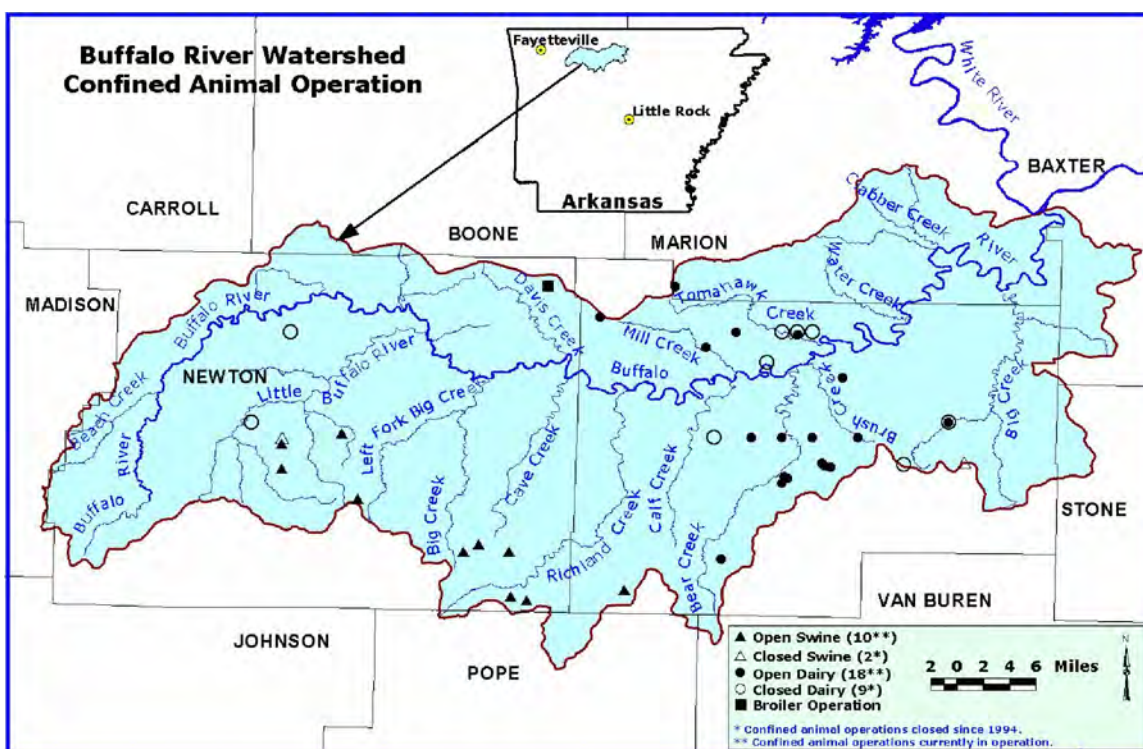 Buffalo River Watershed
Confined Animal Operation
Fayetteville
Little Rock
Arkansas
White River
BAXTER
CARROLL
BOONE
MARION
MADISON
NEWTON
STONE
VAN BUREN
JOHNSON
POPE
Clabber Creek
River
Water Creek
Tomahawk
Creek
Davis Creek
Mill Creek
Buffalo
Buffalo River
Little
Buffalo River
Beach Creek
Buffalo
River
Left
Fork Big Creek
Big Creek
Cave Creek
Richland
Creek
Calf Creek
Bear Creek
Brush
Creek
Big Creek
Open Swine (10**)
Closed Swine (2*)
Open Dairy (18**)
Closed Dairy (9*)
Broiler Operation
2 0 2 4 6 Miles
N
* Confined animal operations closed since 1994.
** Confined animal operations currently in operation.